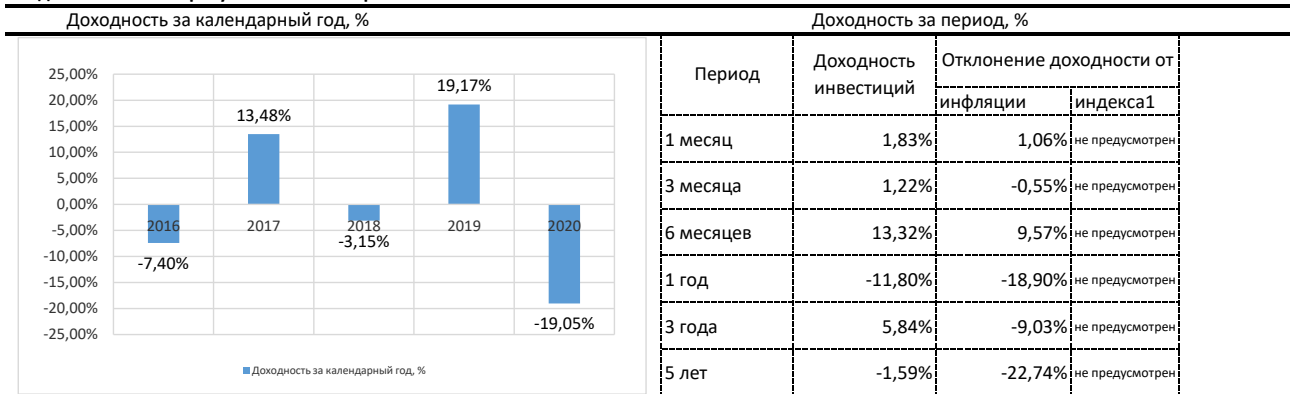 Доходность за календарный год, %
Доходность за период, %
25,00%
20,00%
15,00%
10,00%
5,00%
0,00%
-5,00%
-10,00%
-15,00%
-20,00%
-25,00%
2016
2017
2018
2019
2020
-7,40%
13,48%
-3,15%
19,17%
-19,05%
Доходность за календарный год, %
Период
Доходность
инвестиций
Отклонение доходности от
инфляции
индекса1
1 месяц 1,83% 1,06% не предусмотрен
3 месяца 1,22% -0,55% не предусмотрен
6 месяцев 13,32% 9,57% не предусмотрен
1 год -11,80% -18,90% не предусмотрен
3 года 5,84% -9,03% не предусмотрен
5 лет -1,59% -22,74% не предусмотрен